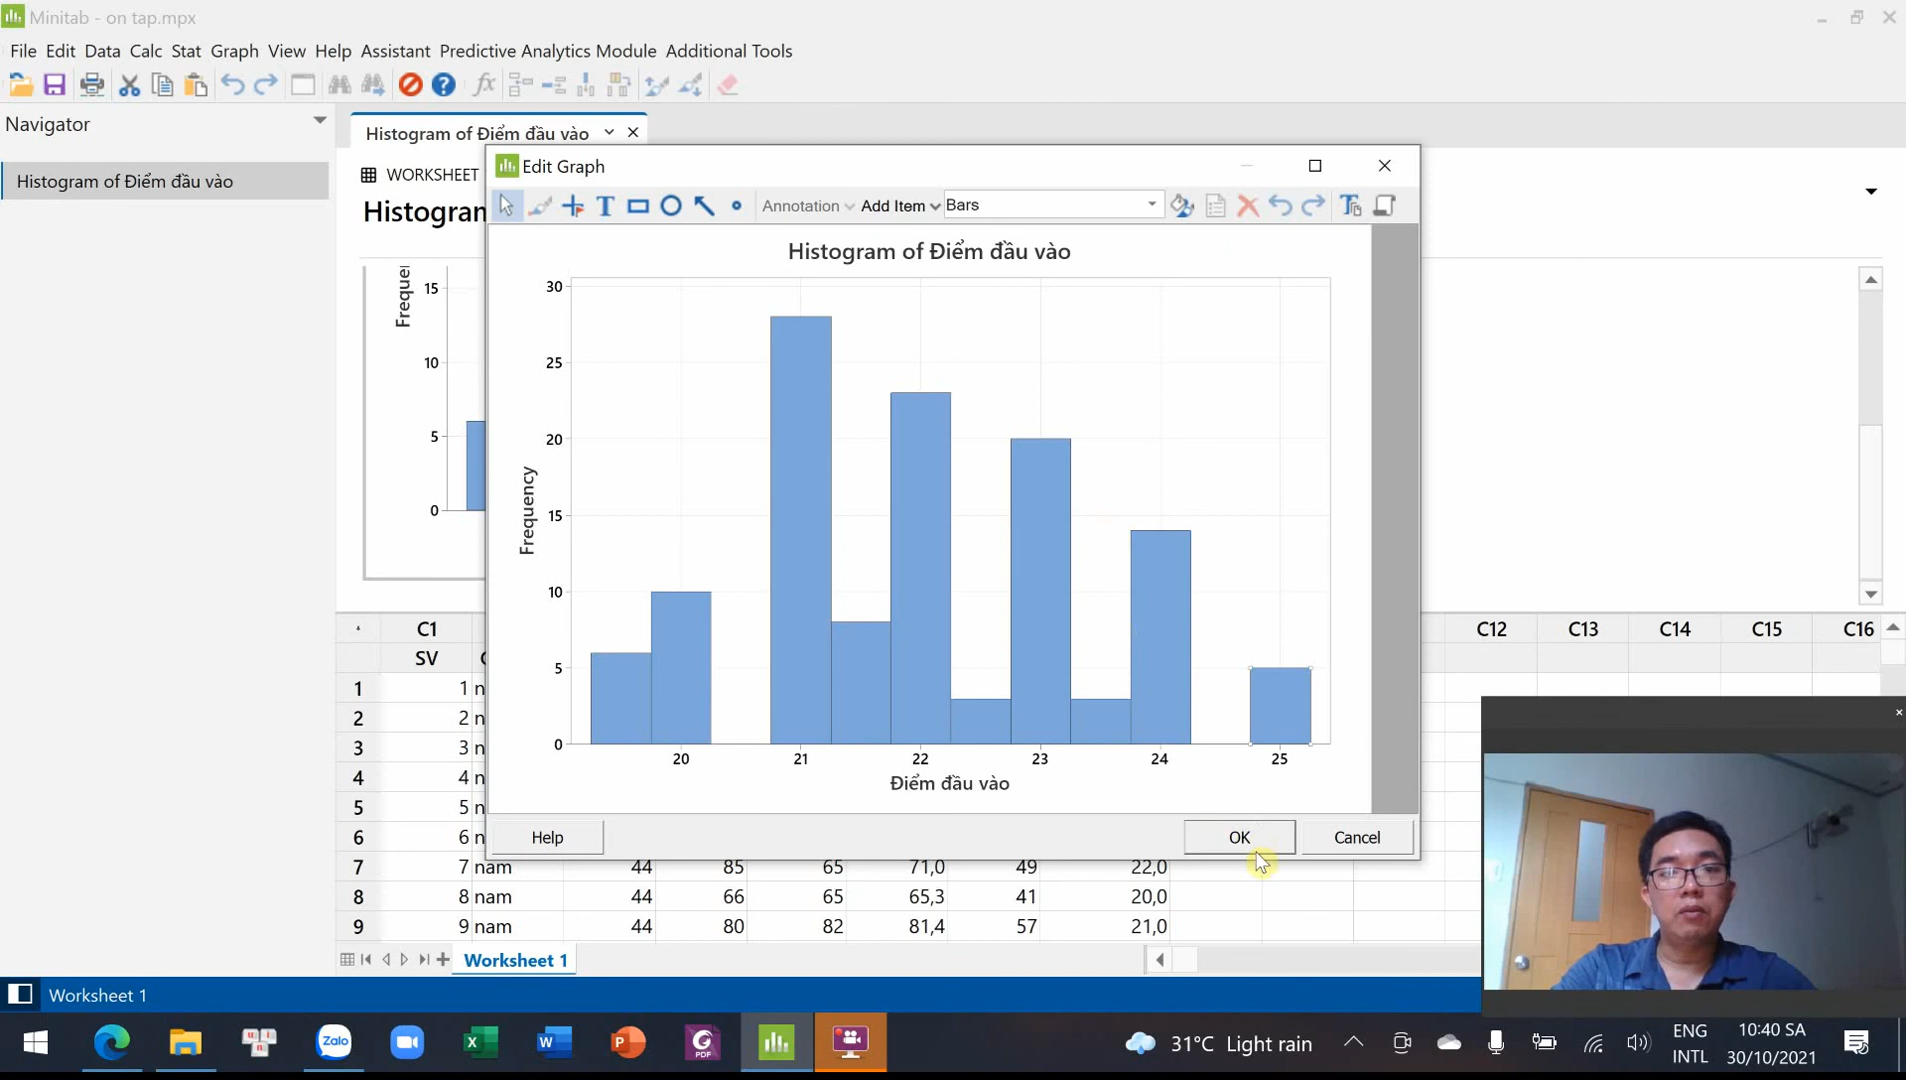 Minitab - on tap.mpx
File Edit Data Calc Stat Graph View Help Assistant Predictive Analytics Module Additional Tools
Navigator
Histogram of Điểm đầu vào
Histogram of Điểm đầu vào
WORKSHEET
Histogran
Edit Graph
Annotation Add Item Bars
Histogram of Điểm đầu vào
30
25
20
15
10
5
0
Frequency
20 21 22 23 24 25
Điểm đầu vào
15
10
5
0
Help OK Cancel
C1 C12 C13 C14 C15 C16
SV
1 1 n
2 2 n
3 3 n
4 4 n
5 5 n
6 6 n
7 7 nam 44 85 65 71,0 49 22,0
8 8 nam 44 66 65 65,3 41 20,0
9 9 nam 44 80 82 81,4 57 21,0
Worksheet 1
Worksheet 1
Zalo
PDF
31°C Light rain
ENG
INTL
10:40 SA
30/10/2021